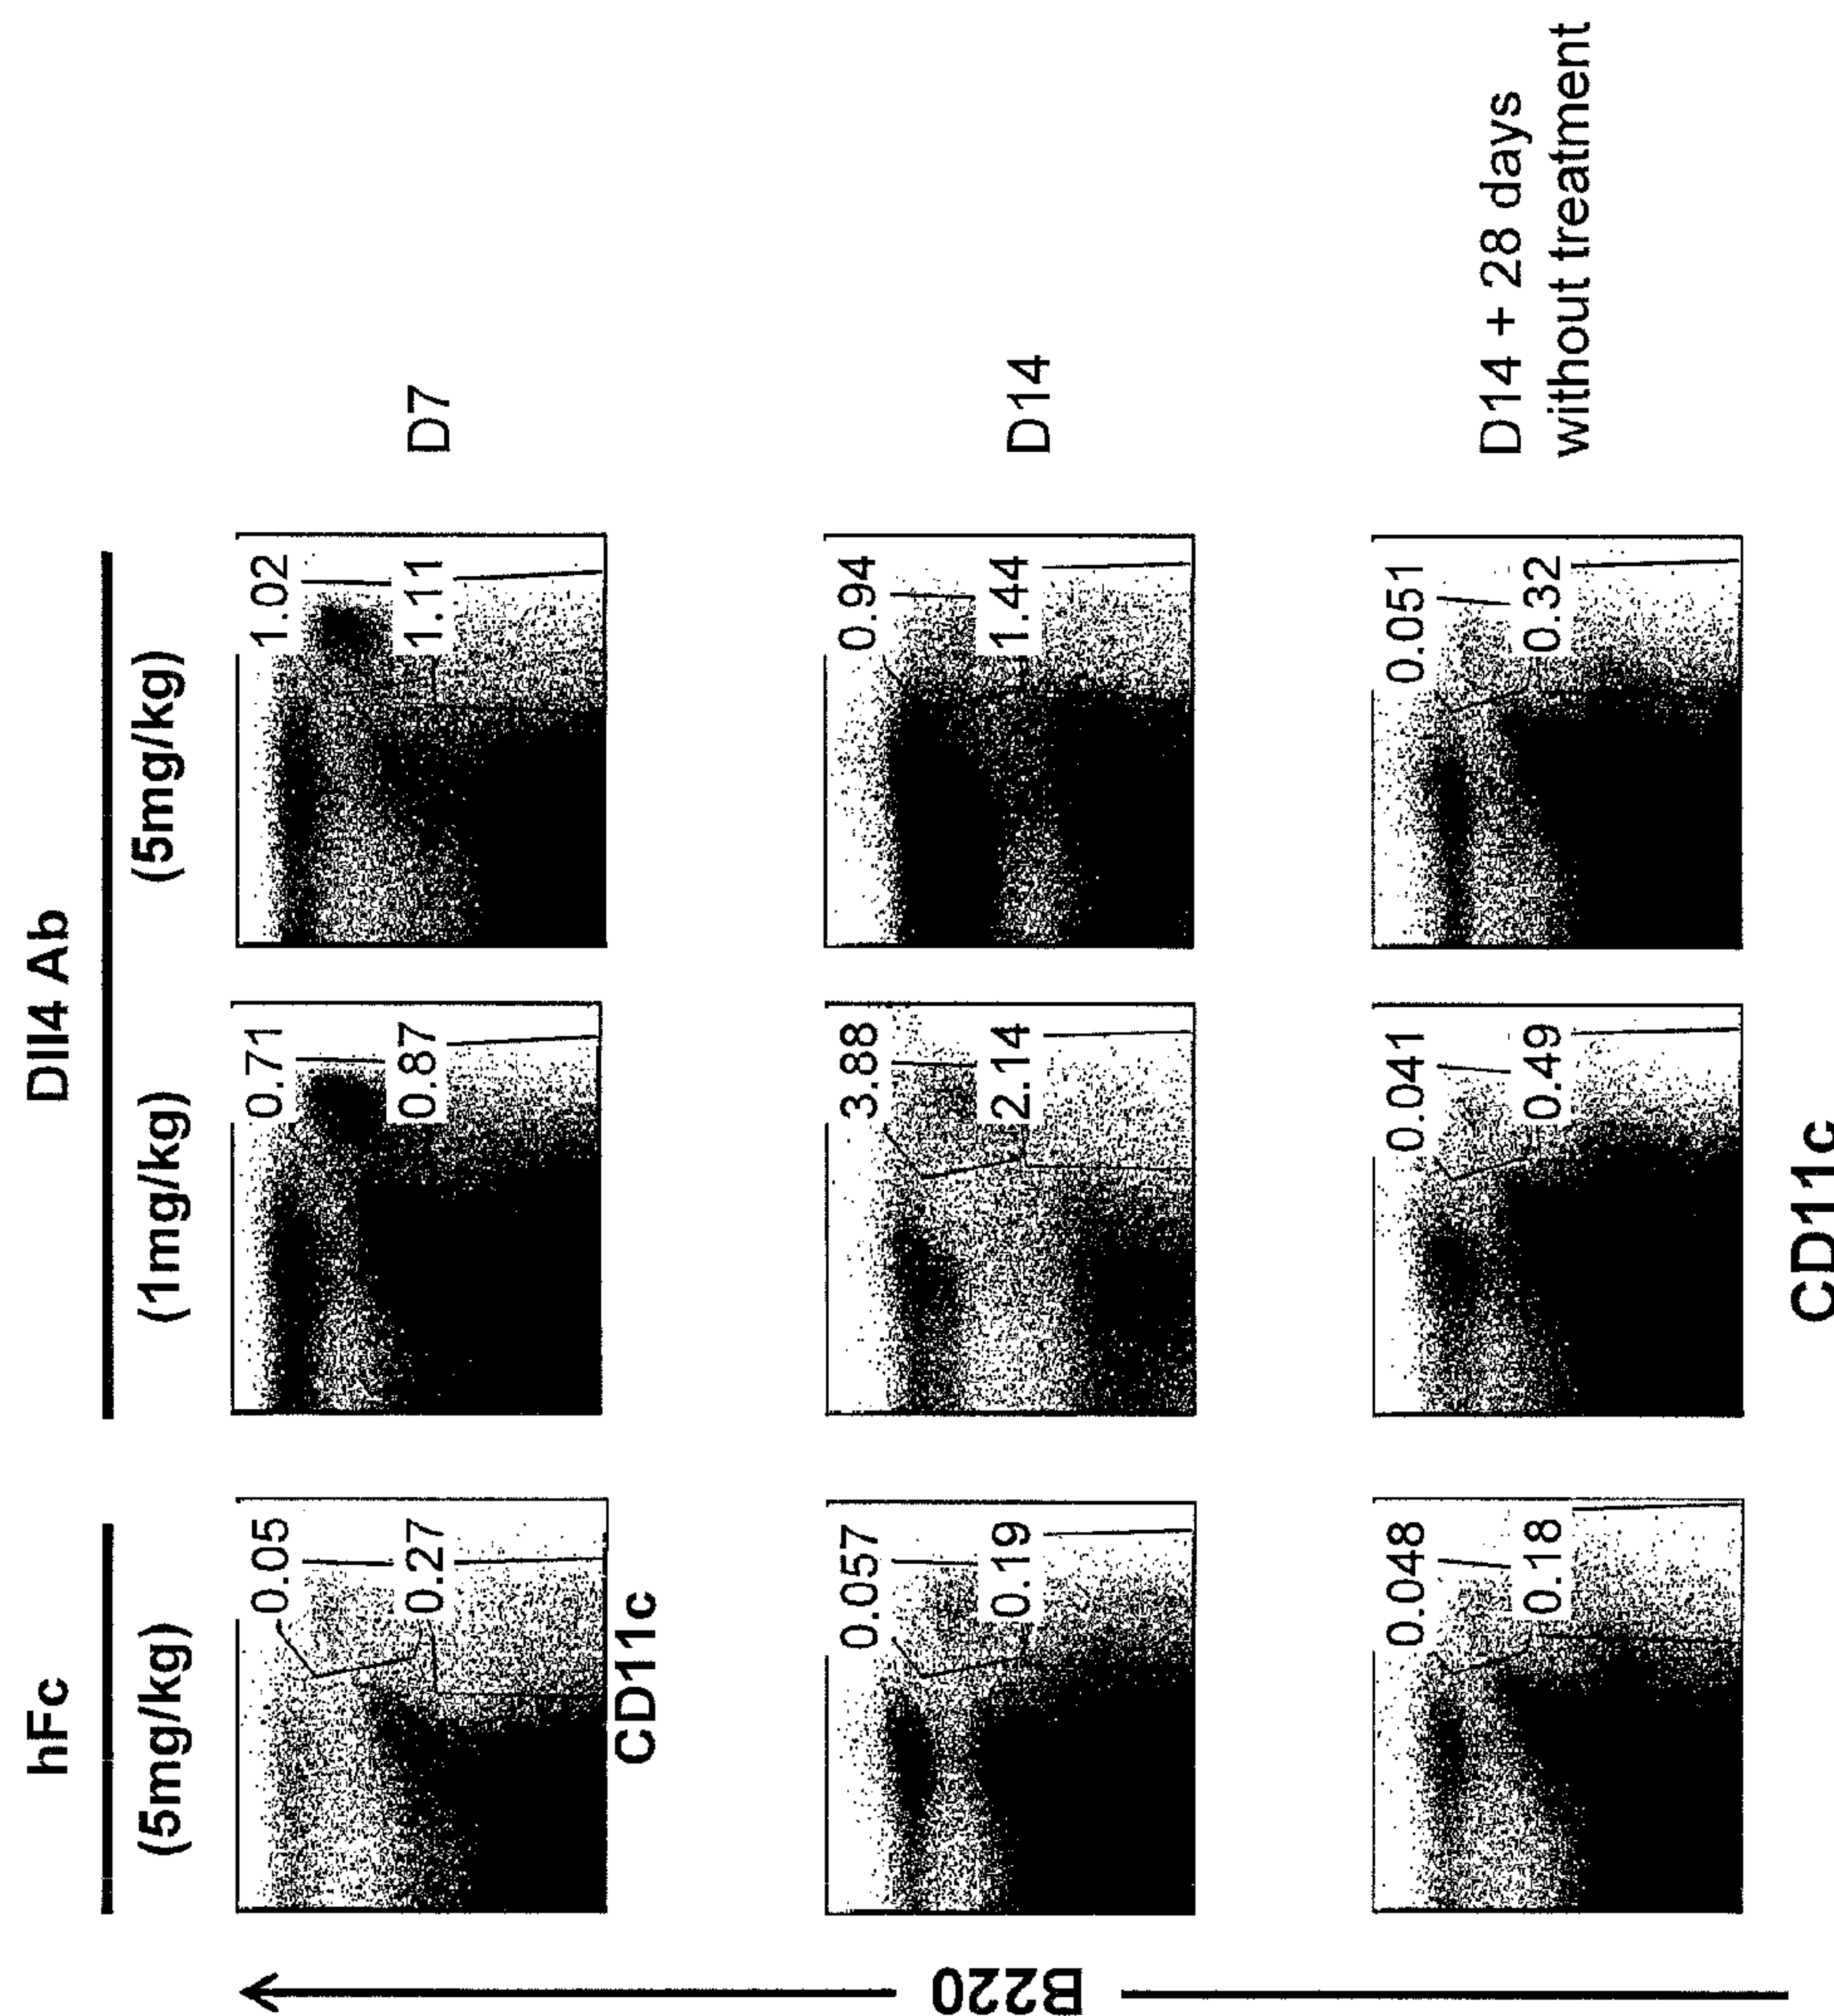 hFc
Dll4 Ab
(5mg/kg)
(1mg/kg)
(5mg/kg)
0.05
0.27
0.71
0.87
1.02
1.11
D7
CD11c
0.057
0.19
3.88
2.14
0.94
1.44
D14
0.048
0.18
0.041
0.49
0.051
0.32
D14 + 28 days
without treatment
CD11c
B220